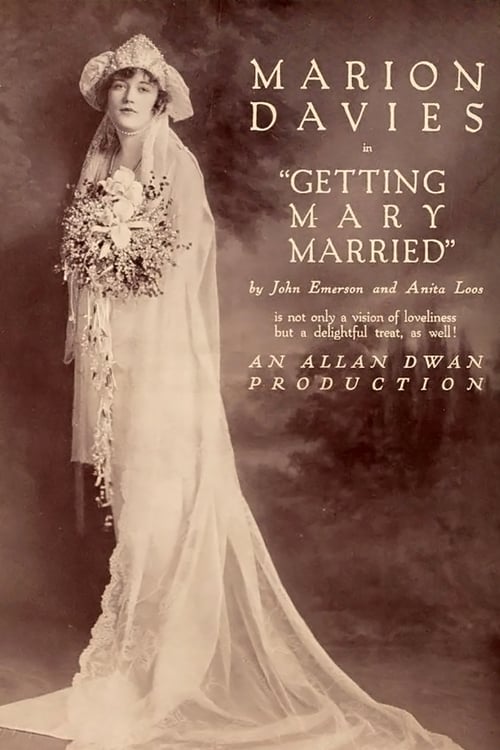 MARION
DAVIES
in
"GETTING
MARY
MARRIED"
by John Emerson and Anita Loos
is not only a vision of loveliness
but a delightful treat, as well!
AN ALLAN DWAN
PRODUCTION